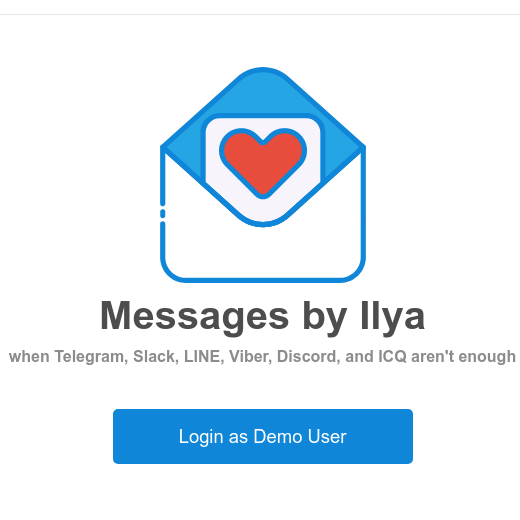 Messages by Ilya
when Telegram, Slack, LINE, Viber, Discord, and ICQ aren't enough
Login as Demo User